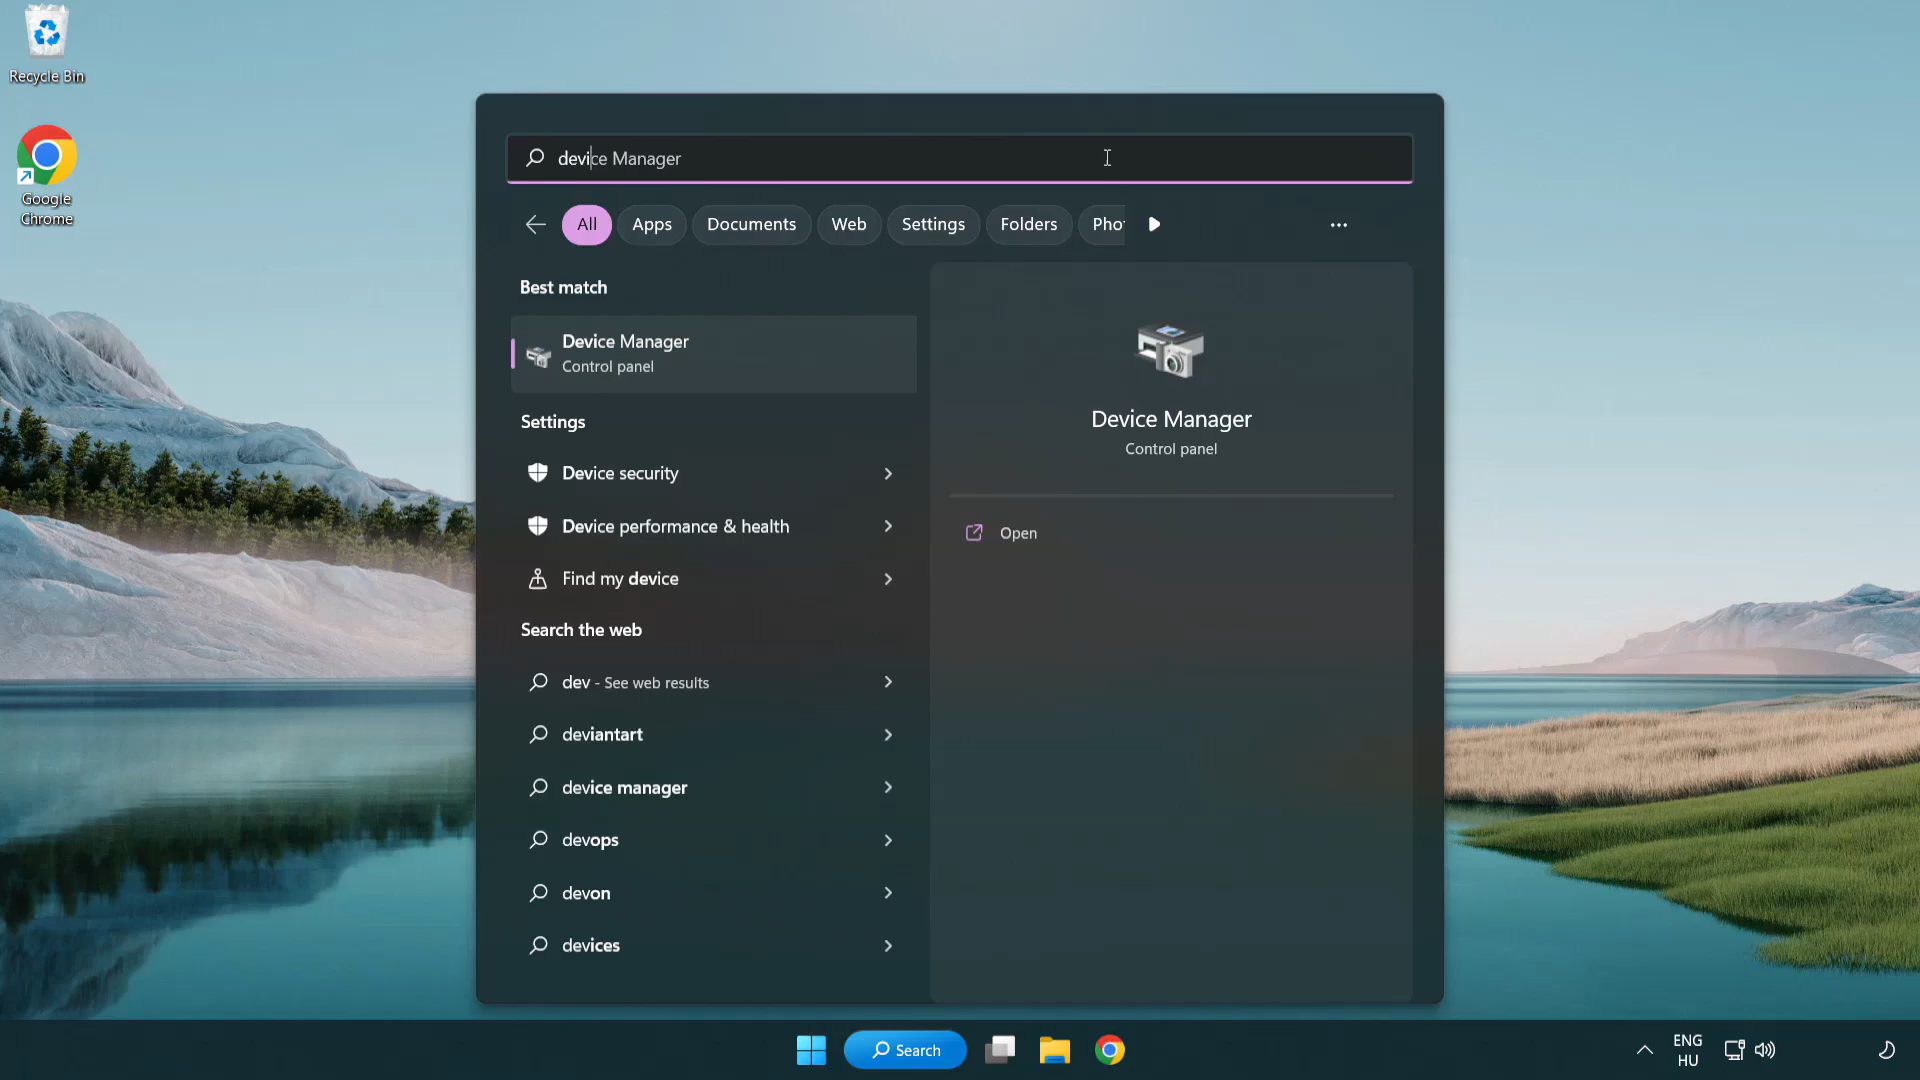 Recycle Bin
Google
Chrome
device Manager
All
Apps
Documents
Web
Settings
Folders
Pho
Best match
Device Manager
Control panel
Settings
Device security
Device performance & health
Find my device
Search the web
dev - See web results
deviantart
device manager
devops
devon
devices
Device Manager
Control panel
Open
Search
ENG
HU